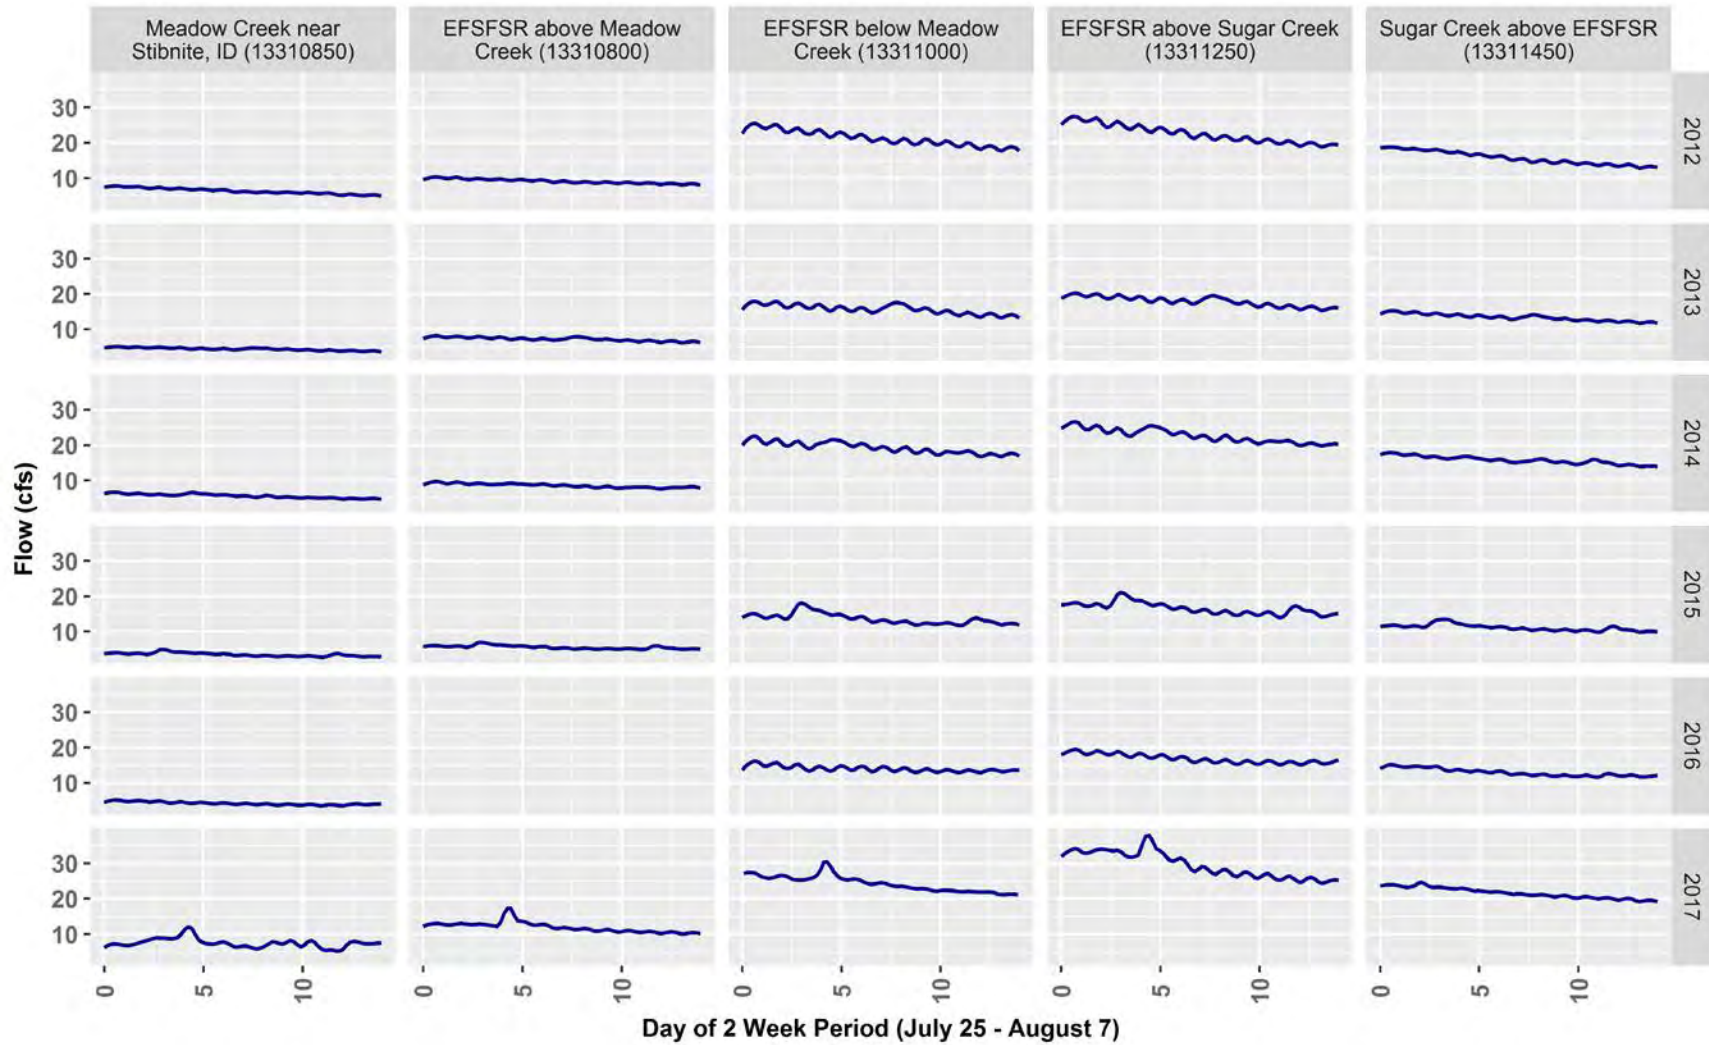 Meadow Creek near
Stibnite, ID (13310850)
EFSFSR above Meadow
Creek (13310800)
EFSFSR below Meadow
Creek (13311000)
EFSFSR above Sugar Creek
(13311250)
Sugar Creek above EFSFSR
(13311450)
30
20
10
2012
30
20
10
2013
30
20
10
2014
30
20
10
2015
30
20
10
2016
30
20
10
2017
Flow (cfs)
0 5 10 0 5 10 0 5 10 0 5 10 0 5 10
Day of 2 Week Period (July 25 - August 7)